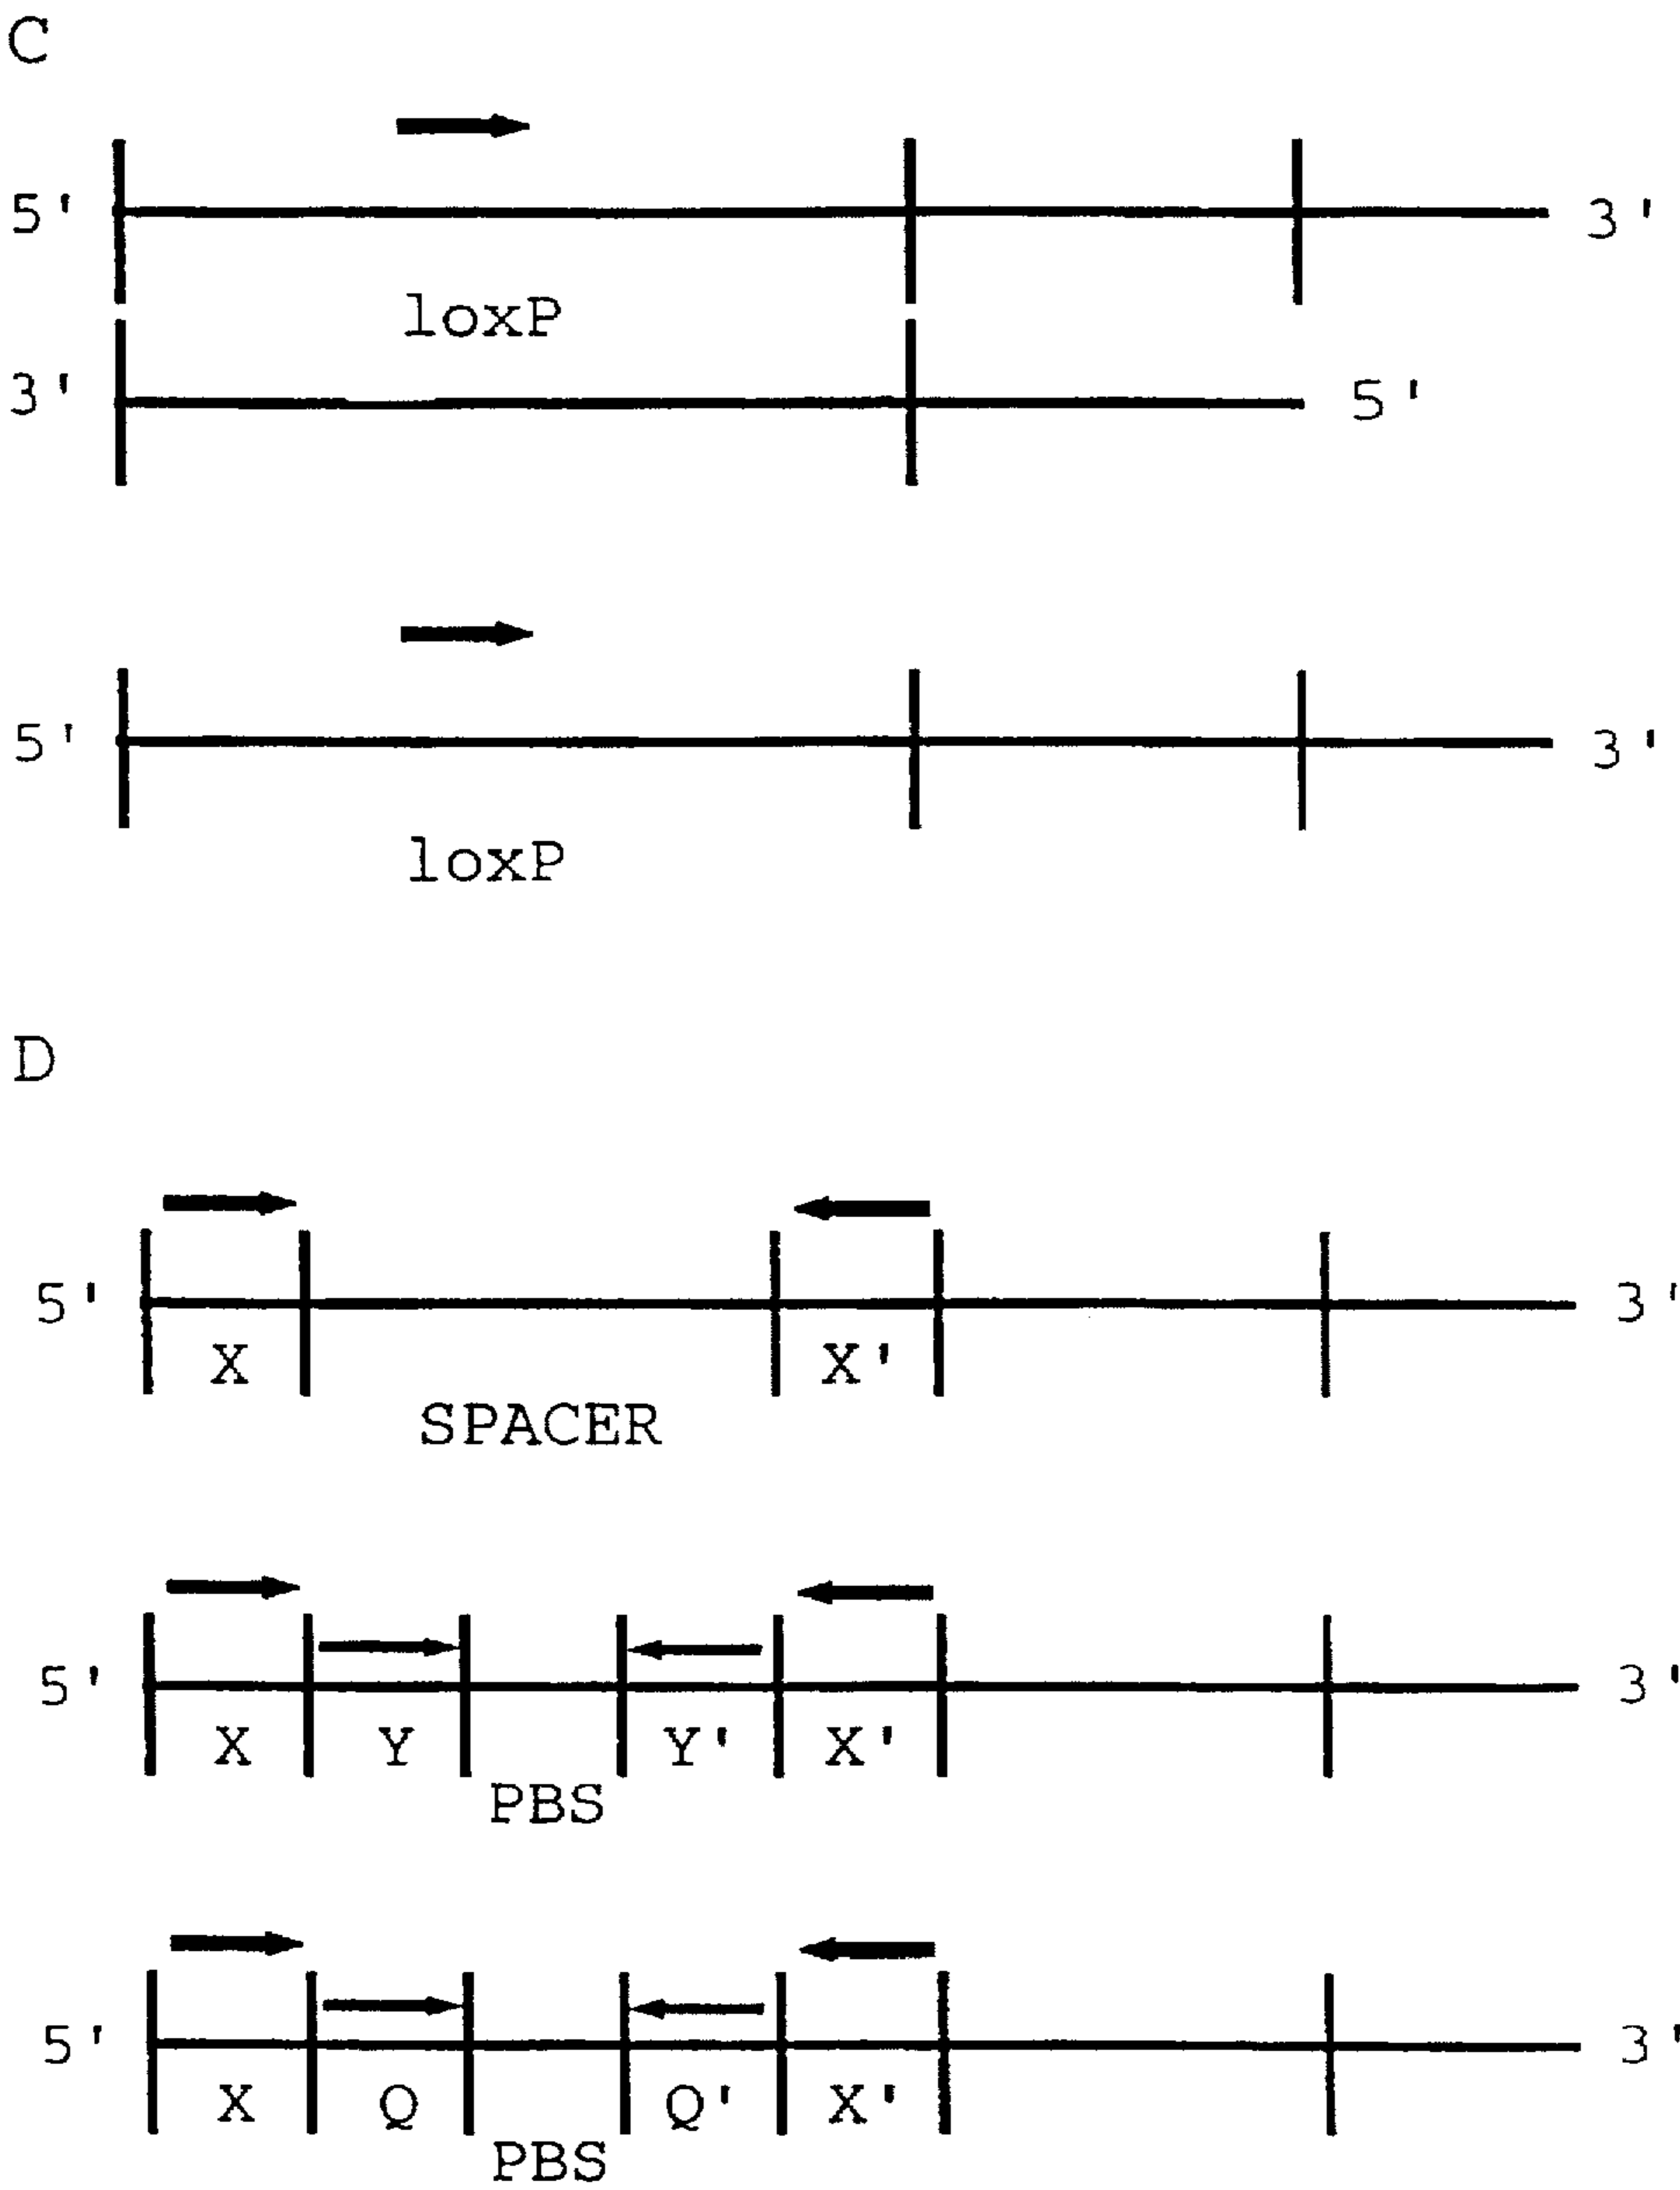 C
5' 3'
loxP
3' 5'
5' 3'
loxP
D
5' 3'
X X'
SPACER
5' 3'
X Y Y' X'
PBS
5' 3'
X Q Q' X'
PBS